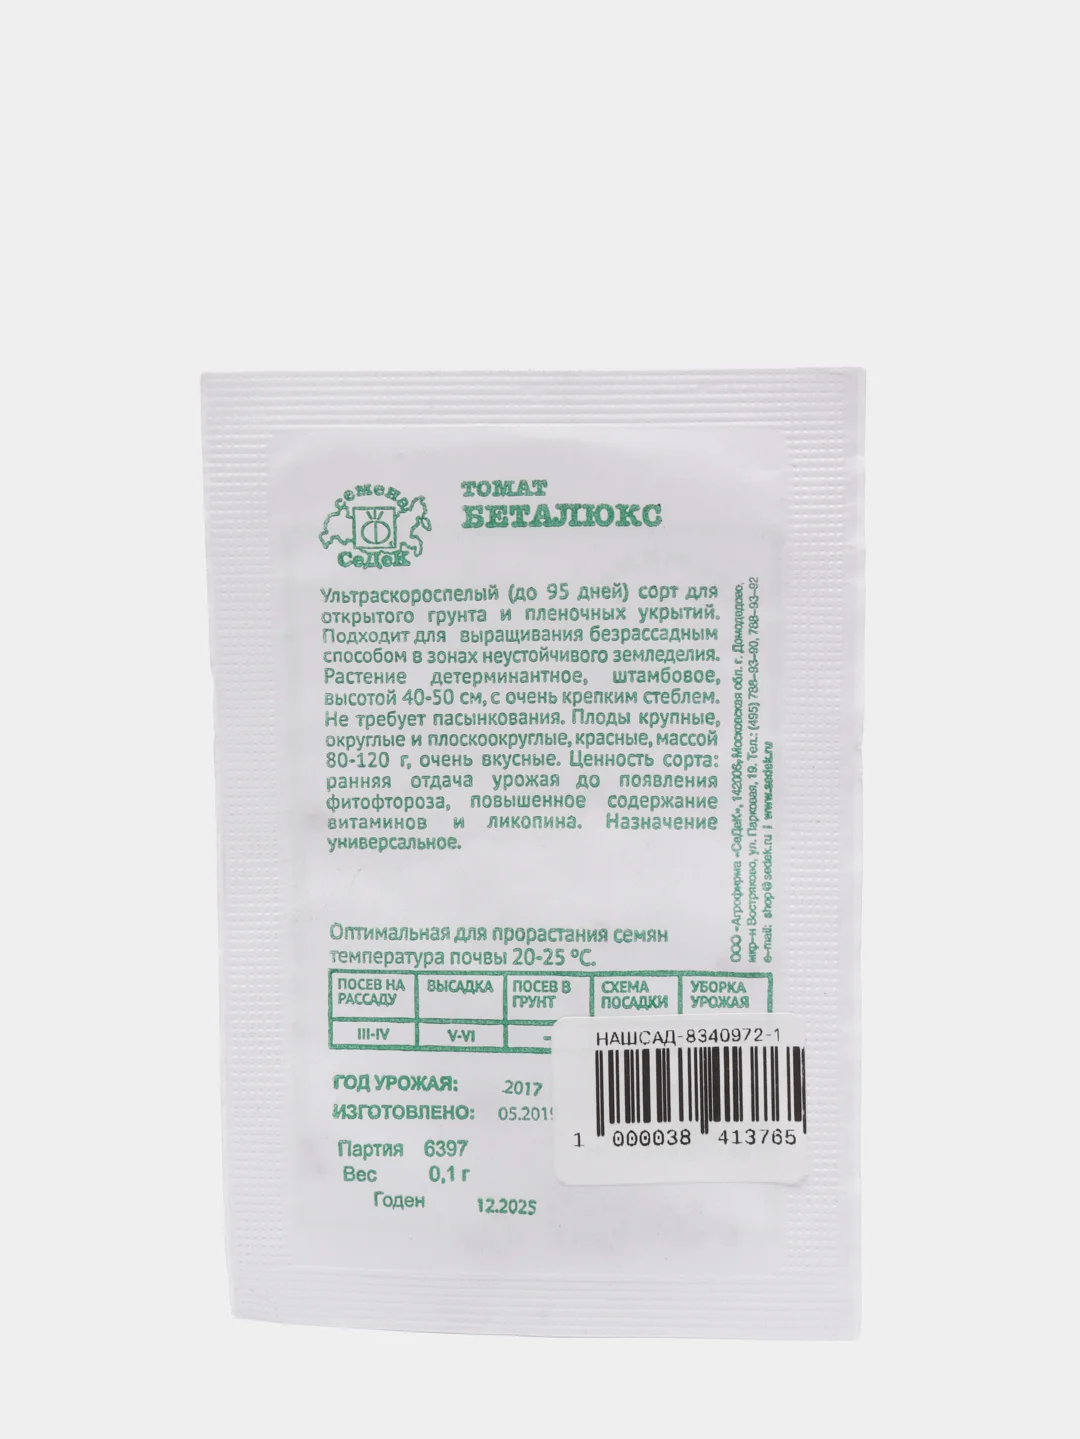 семена
СеДеК
ТОМАТ
БЕТАЛЮКС
Ультраскороспелый (до 95 дней) сорт для
открытого грунта и пленочных укрытий.
Подходит для выращивания безрассадным
способом в зонах неустойчивого земледелия.
Растение детерминантное, штамбовое,
высотой 40-50 см, с очень крепким стеблем.
Не требует пасынкования. Плоды крупные,
округлые и плоскоокруглые, красные, массой
80-120 г, очень вкусные. Ценность сорта:
ранняя отдача урожая до появления
фитофтороза, повышенное содержание
витаминов и ликопина. Назначение
универсальное.
ООО «Агрофирма «СеДеК», 142006, Московская обл. г. Домодедово,
мкр-н Востряково, ул. Парковая, 19. Тел.: (495) 788-93-90, 788-93-92
e-mail: shop@sedek.ru | www.sedek.ru
Оптимальная для прорастания семян
температура почвы 20-25 °С.
ПОСЕВ НА РАССАДУ
ВЫСАДКА
ПОСЕВ В ГРУНТ
СХЕМА ПОСАДКИ
УБОРКА УРОЖАЯ
III-IV
V-VI
–
НАШСАД-8340972-1
1 000038 413765
ГОД УРОЖАЯ: 2017
ИЗГОТОВЛЕНО: 05.2019
Партия 6397
Вес 0,1 г
Годен 12.2025